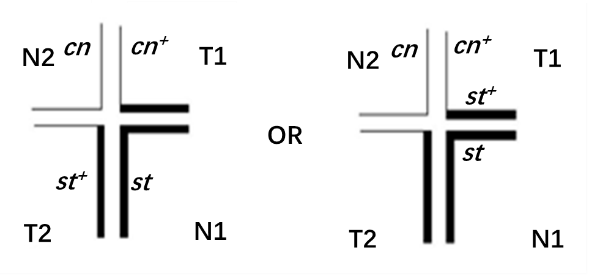 N2 cn cn+ T1
st+ st
T2 N1
OR
N2 cn cn+ T1
st+
st
T2 N1